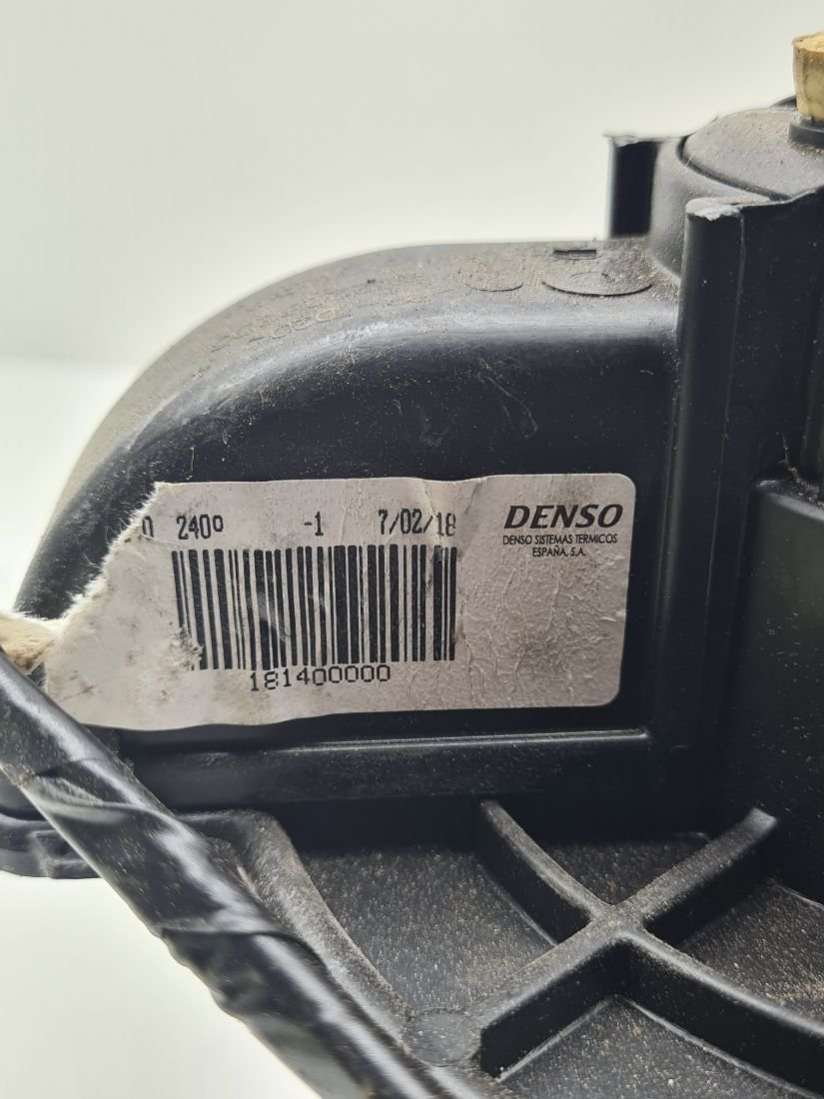 0 240º -1 7/02/18
DENSO
DENSO SISTEMAS TERMICOS
ESPAÑA, S.A.
181400000